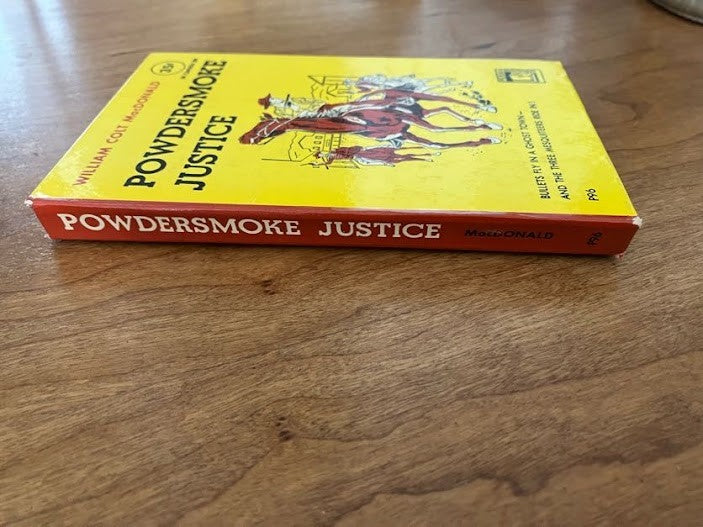 WILLIAM COLT MacDONALD
POWDERSMOKE
JUSTICE
BULLETS FLY IN A GHOST TOWN—
AND THE THREE MESQUITEERS RIDE IN!
P96
POWDERSMOKE JUSTICE MacDONALD P96